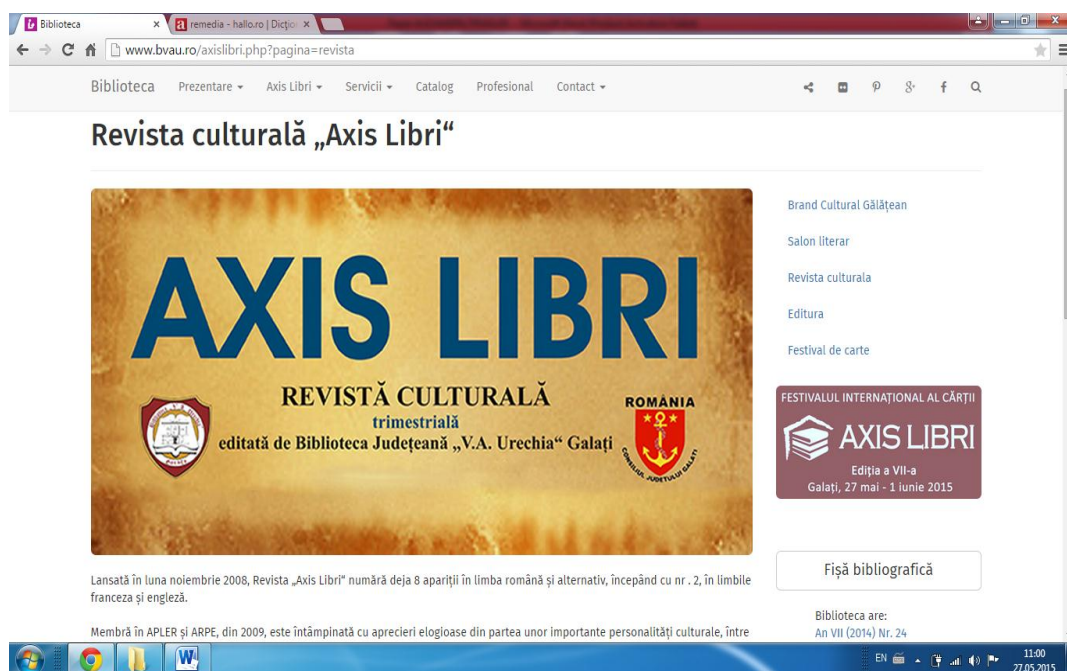 Biblioteca
remedia - hallo.ro | Dicțion
www.bvau.ro/axislibri.php?pagina=revista
Biblioteca Prezentare Axis Libri Servicii Catalog Profesional Contact
Revista culturală „Axis Libri“
AXIS LIBRI
REVISTĂ CULTURALĂ
trimestrială
editată de Biblioteca Județeană „V.A. Urechia“ Galați
ROMÂNIA
CONSILIUL JUDEȚULUI GALAȚI
Lansată în luna noiembrie 2008, Revista „Axis Libri“ numără deja 8 apariții în limba română și alternativ, începând cu nr . 2, în limbile
franceza și engleză.
Membră în APLER și ARPE, din 2009, este întâmpinată cu aprecieri elogioase din partea unor importante personalități culturale, între
Brand Cultural Gălățean
Salon literar
Revista culturala
Editura
Festival de carte
FESTIVALUL INTERNAȚIONAL AL CĂRȚII
AXIS LIBRI
Ediția a VII-a
Galați, 27 mai - 1 iunie 2015
Fișă bibliografică
Biblioteca are:
An VII (2014) Nr. 24
EN
11:00
27.05.2015